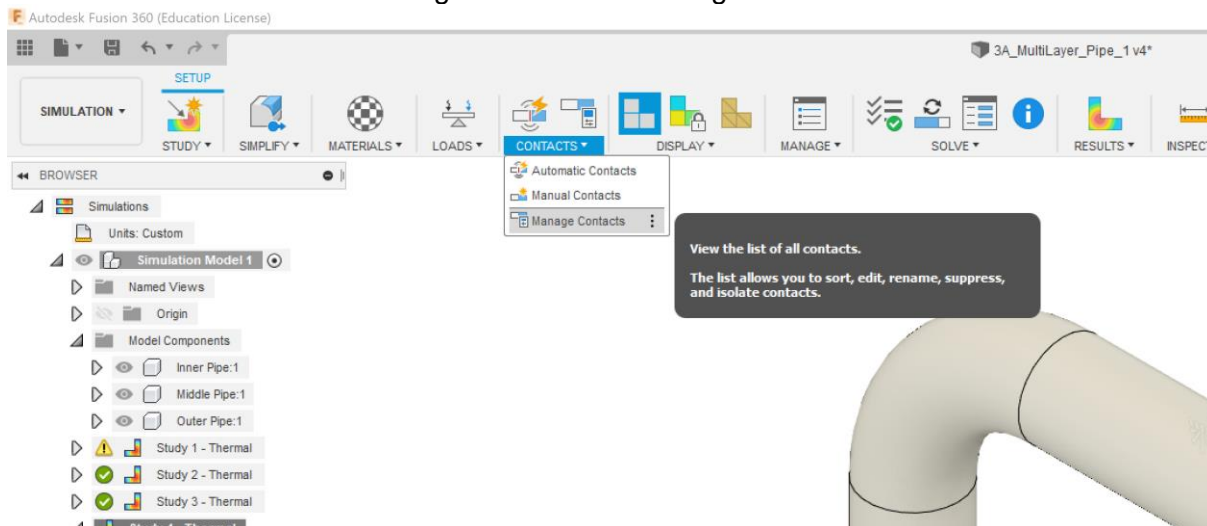 Autodesk Fusion 360 (Education License)
3A_MultiLayer_Pipe_1 v4*
SETUP
SIMULATION
STUDY SIMPLIFY MATERIALS LOADS CONTACTS DISPLAY MANAGE SOLVE RESULTS INSPECT
BROWSER
Automatic Contacts
Manual Contacts
Manage Contacts
View the list of all contacts.
The list allows you to sort, edit, rename, suppress,
and isolate contacts.
Simulations
Units: Custom
Simulation Model 1
Named Views
Origin
Model Components
Inner Pipe:1
Middle Pipe:1
Outer Pipe:1
Study 1 - Thermal
Study 2 - Thermal
Study 3 - Thermal